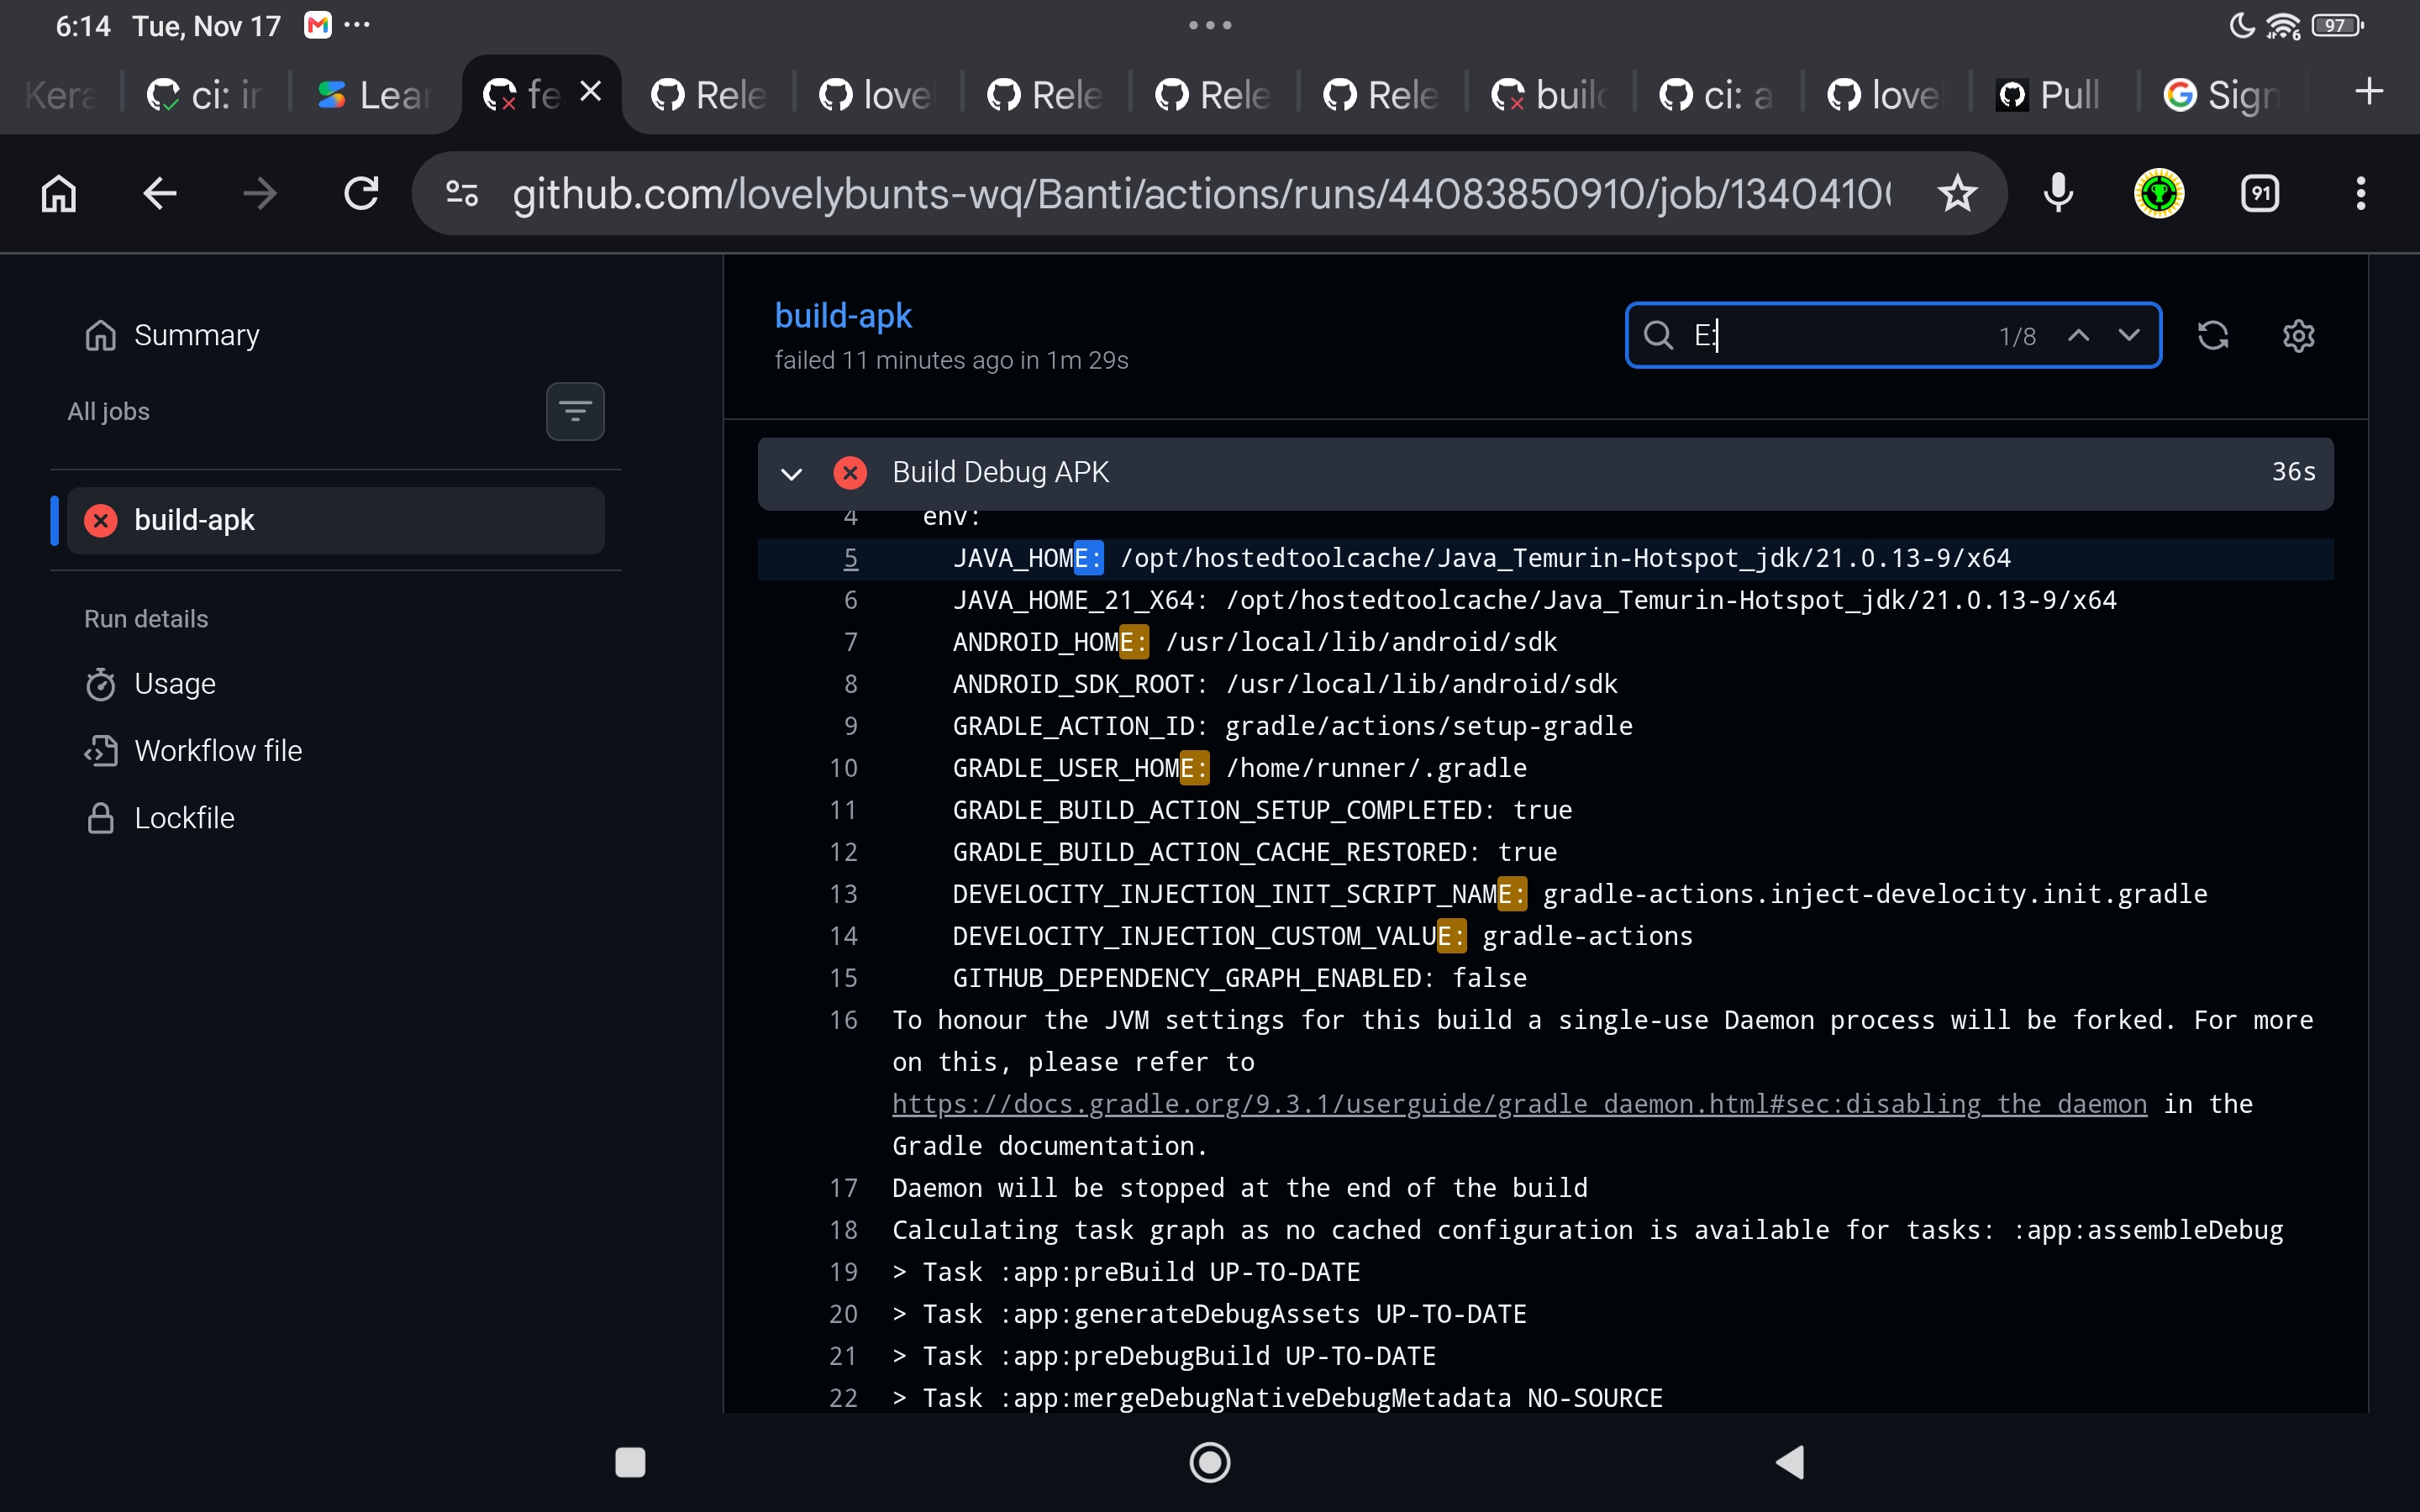 6:14 Tue, Nov 17
97
ci: in
Lear
fe
Rele
love
Rele
Rele
Rele
build
ci: a
love
Pull
Sign
github.com/lovelybunts-wq/Banti/actions/runs/44083850910/job/1340410
91
Summary
All jobs
build-apk
Run details
Usage
Workflow file
Lockfile
build-apk
failed 11 minutes ago in 1m 29s
E: 1/8
Build Debug APK 36s
4 env:
5 JAVA_HOME: /opt/hostedtoolcache/Java_Temurin-Hotspot_jdk/21.0.13-9/x64
6 JAVA_HOME_21_X64: /opt/hostedtoolcache/Java_Temurin-Hotspot_jdk/21.0.13-9/x64
7 ANDROID_HOME: /usr/local/lib/android/sdk
8 ANDROID_SDK_ROOT: /usr/local/lib/android/sdk
9 GRADLE_ACTION_ID: gradle/actions/setup-gradle
10 GRADLE_USER_HOME: /home/runner/.gradle
11 GRADLE_BUILD_ACTION_SETUP_COMPLETED: true
12 GRADLE_BUILD_ACTION_CACHE_RESTORED: true
13 DEVELOCITY_INJECTION_INIT_SCRIPT_NAME: gradle-actions.inject-develocity.init.gradle
14 DEVELOCITY_INJECTION_CUSTOM_VALUE: gradle-actions
15 GITHUB_DEPENDENCY_GRAPH_ENABLED: false
16 To honour the JVM settings for this build a single-use Daemon process will be forked. For more
on this, please refer to
https://docs.gradle.org/9.3.1/userguide/gradle_daemon.html#sec:disabling_the_daemon in the
Gradle documentation.
17 Daemon will be stopped at the end of the build
18 Calculating task graph as no cached configuration is available for tasks: :app:assembleDebug
19 > Task :app:preBuild UP-TO-DATE
20 > Task :app:generateDebugAssets UP-TO-DATE
21 > Task :app:preDebugBuild UP-TO-DATE
22 > Task :app:mergeDebugNativeDebugMetadata NO-SOURCE